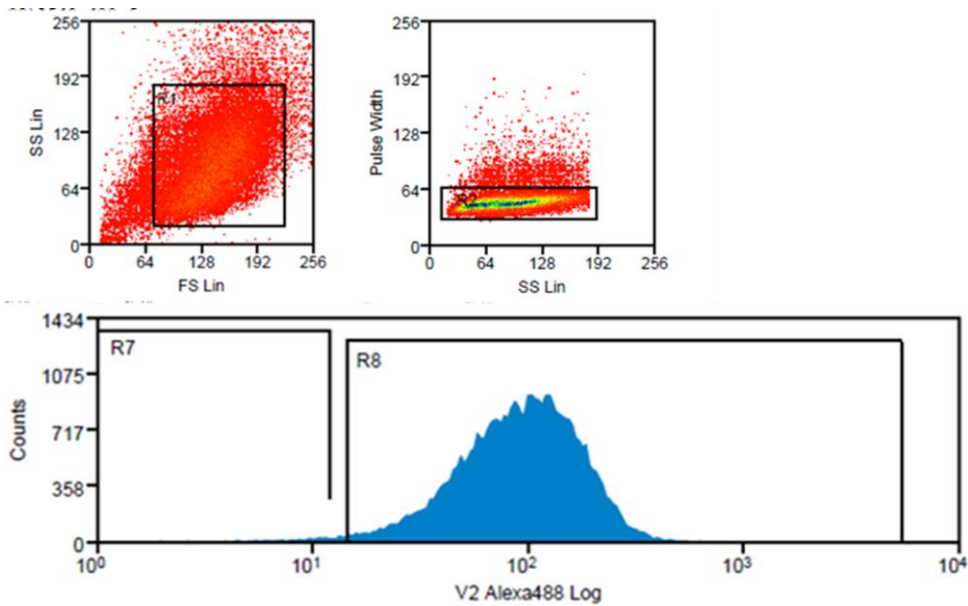 256
192
128
64
0
SS Lin
R1
0 64 128 192 256
FS Lin
256
192
128
64
0
Pulse Width
R2
0 64 128 192 256
SS Lin
1434
1075
717
358
0
Counts
R7
R8
10⁰ 10¹ 10² 10³ 10⁴
V2 Alexa488 Log